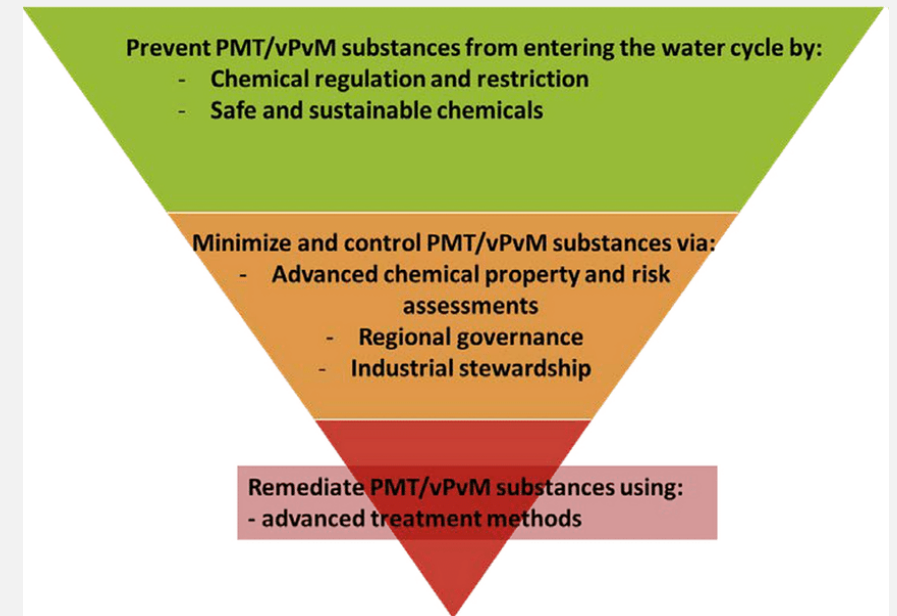 Prevent PMT/vPvM substances from entering the water cycle by:
- Chemical regulation and restriction
- Safe and sustainable chemicals
Minimize and control PMT/vPvM substances via:
- Advanced chemical property and risk
assessments
- Regional governance
- Industrial stewardship
Remediate PMT/vPvM substances using:
- advanced treatment methods